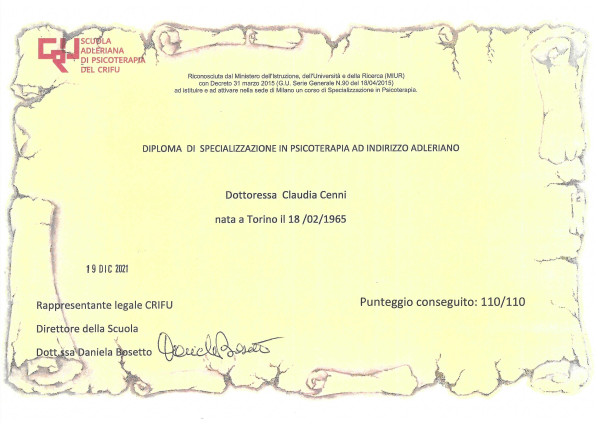 SCUOLA
ADLERIANA
DI PSICOTERAPIA
DEL CRIFU
Riconosciuta dal Ministero dell'Istruzione, dell'Università e della Ricerca (MIUR)
con Decreto 31 marzo 2015 (G.U. Serie Generale N.90 del 18/04/2015)
ad istituire e ad attivare nella sede di Milano un corso di Specializzazione in Psicoterapia.
DIPLOMA DI SPECIALIZZAZIONE IN PSICOTERAPIA AD INDIRIZZO ADLERIANO
Dottoressa Claudia Cenni
nata a Torino il 18 /02/1965
19 DIC 2021
Rappresentante legale CRIFU
Punteggio conseguito: 110/110
Direttore della Scuola
Dott.ssa Daniela Bosetto Daniela Bosetto